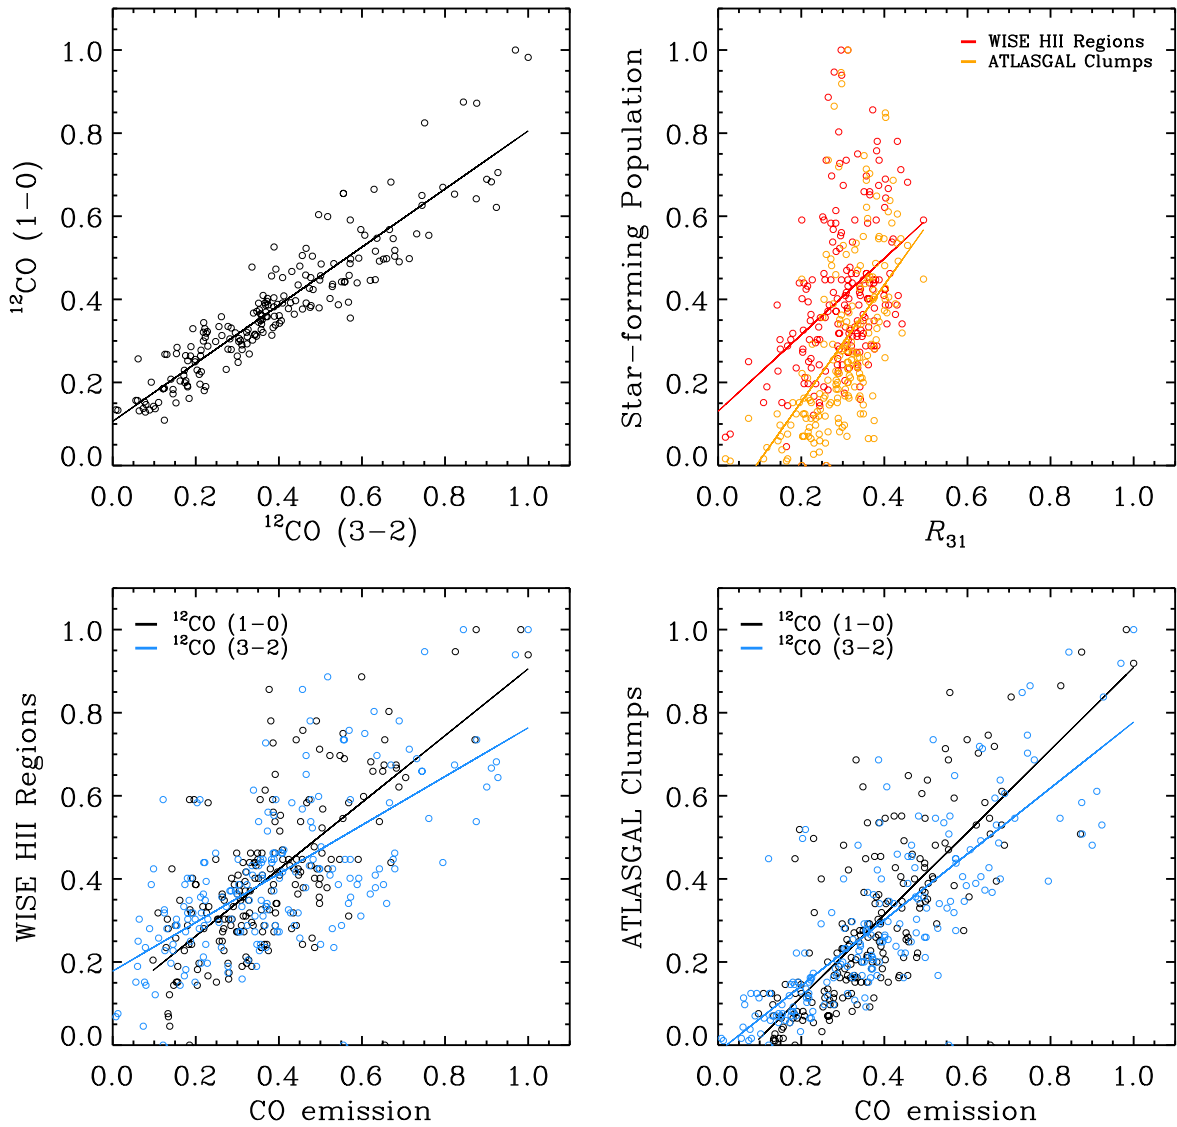 1.0
0.8
0.6
0.4
0.2
0.0
¹²CO (1−0)
0.0 0.2 0.4 0.6 0.8 1.0
¹²CO (3−2)
WISE HII Regions
ATLASGAL Clumps
1.0
0.8
0.6
0.4
0.2
0.0
Star−forming Population
0.0 0.2 0.4 0.6 0.8 1.0
R₃₁
¹²CO (1−0)
¹²CO (3−2)
1.0
0.8
0.6
0.4
0.2
0.0
WISE HII Regions
0.0 0.2 0.4 0.6 0.8 1.0
CO emission
¹²CO (1−0)
¹²CO (3−2)
1.0
0.8
0.6
0.4
0.2
0.0
ATLASGAL Clumps
0.0 0.2 0.4 0.6 0.8 1.0
CO emission